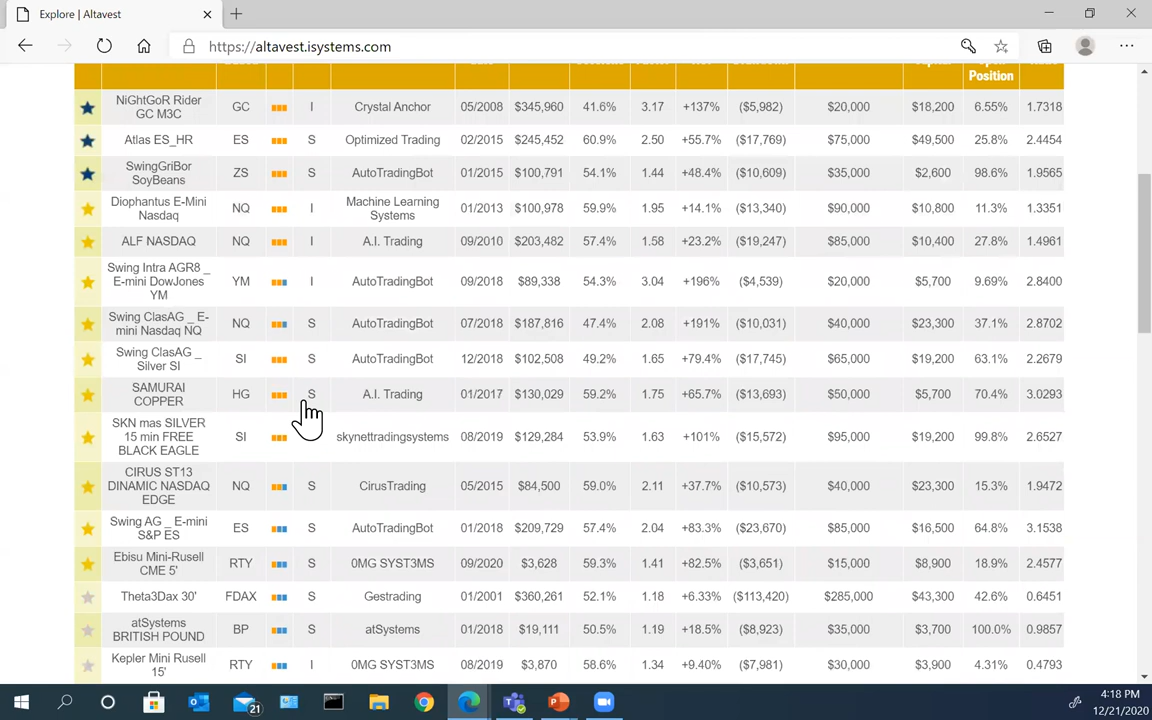 Explore | Altavest
https://altavest.isystems.com
Position
NiGhtGoR Rider
GC M3C
GC
I
Crystal Anchor
05/2008
$345,960
41.6%
3.17
+137%
($5,982)
$20,000
$18,200
6.55%
1.7318
Atlas ES_HR
ES
S
Optimized Trading
02/2015
$245,452
60.9%
2.50
+55.7%
($17,769)
$75,000
$49,500
25.8%
2.4454
SwingGriBor
SoyBeans
ZS
S
AutoTradingBot
01/2015
$100,791
54.1%
1.44
+48.4%
($10,609)
$35,000
$2,600
98.6%
1.9565
Diophantus E-Mini
Nasdaq
NQ
I
Machine Learning
Systems
01/2013
$100,978
59.9%
1.95
+14.1%
($13,340)
$90,000
$10,800
11.3%
1.3351
ALF NASDAQ
NQ
I
A.I. Trading
09/2010
$203,482
57.4%
1.58
+23.2%
($19,247)
$85,000
$10,400
27.8%
1.4961
Swing Intra AGR8 _
E-mini DowJones
YM
YM
I
AutoTradingBot
09/2018
$89,338
54.3%
3.04
+196%
($4,539)
$20,000
$5,700
9.69%
2.8400
Swing ClasAG _ E-
mini Nasdaq NQ
NQ
S
AutoTradingBot
07/2018
$187,816
47.4%
2.08
+191%
($10,031)
$40,000
$23,300
37.1%
2.8702
Swing ClasAG _
Silver SI
SI
S
AutoTradingBot
12/2018
$102,508
49.2%
1.65
+79.4%
($17,745)
$65,000
$19,200
63.1%
2.2679
SAMURAI
COPPER
HG
S
A.I. Trading
01/2017
$130,029
59.2%
1.75
+65.7%
($13,693)
$50,000
$5,700
70.4%
3.0293
SKN mas SILVER
15 min FREE
BLACK EAGLE
SI
skynettradingsystems
08/2019
$129,284
53.9%
1.63
+101%
($15,572)
$95,000
$19,200
99.8%
2.6527
CIRUS ST13
DINAMIC NASDAQ
EDGE
NQ
S
CirusTrading
05/2015
$84,500
59.0%
2.11
+37.7%
($10,573)
$40,000
$23,300
15.3%
1.9472
Swing AG _ E-mini
S&P ES
ES
S
AutoTradingBot
01/2018
$209,729
57.4%
2.04
+83.3%
($23,670)
$85,000
$16,500
64.8%
3.1538
Ebisu Mini-Rusell
CME 5'
RTY
S
0MG SYST3MS
09/2020
$3,628
59.3%
1.41
+82.5%
($3,651)
$15,000
$8,900
18.9%
2.4577
Theta3Dax 30'
FDAX
S
Gestrading
01/2001
$360,261
52.1%
1.18
+6.33%
($113,420)
$285,000
$43,300
42.6%
0.6451
atSystems
BRITISH POUND
BP
S
atSystems
01/2018
$19,111
50.5%
1.19
+18.5%
($8,923)
$35,000
$3,700
100.0%
0.9857
Kepler Mini Rusell
15'
RTY
I
0MG SYST3MS
08/2019
$3,870
58.6%
1.34
+9.40%
($7,981)
$30,000
$3,900
4.31%
0.4793
21
4:18 PM
12/21/2020